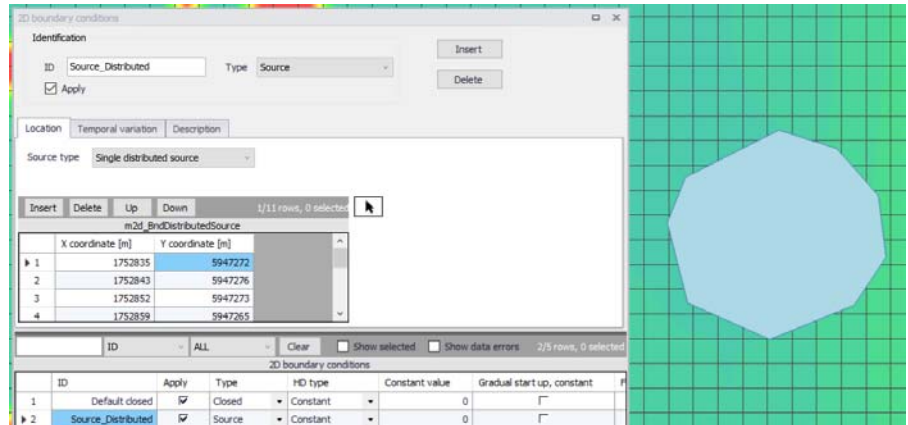 2D boundary conditions
Identification
ID Source_Distributed Type Source Insert
Apply Delete
Location Temporal variation Description
Source type Single distributed source
Insert Delete Up Down 1/11 rows, 0 selected
m2d_BndDistributedSource
X coordinate [m] Y coordinate [m]
1 1752835 5947272
2 1752843 5947276
3 1752852 5947273
4 1752859 5947265
ID ALL Clear Show selected Show data errors 2/5 rows, 0 selected
2D boundary conditions
ID Apply Type HD type Constant value Gradual start up, constant
1 Default closed Closed Constant 0
2 Source_Distributed Source Constant 0